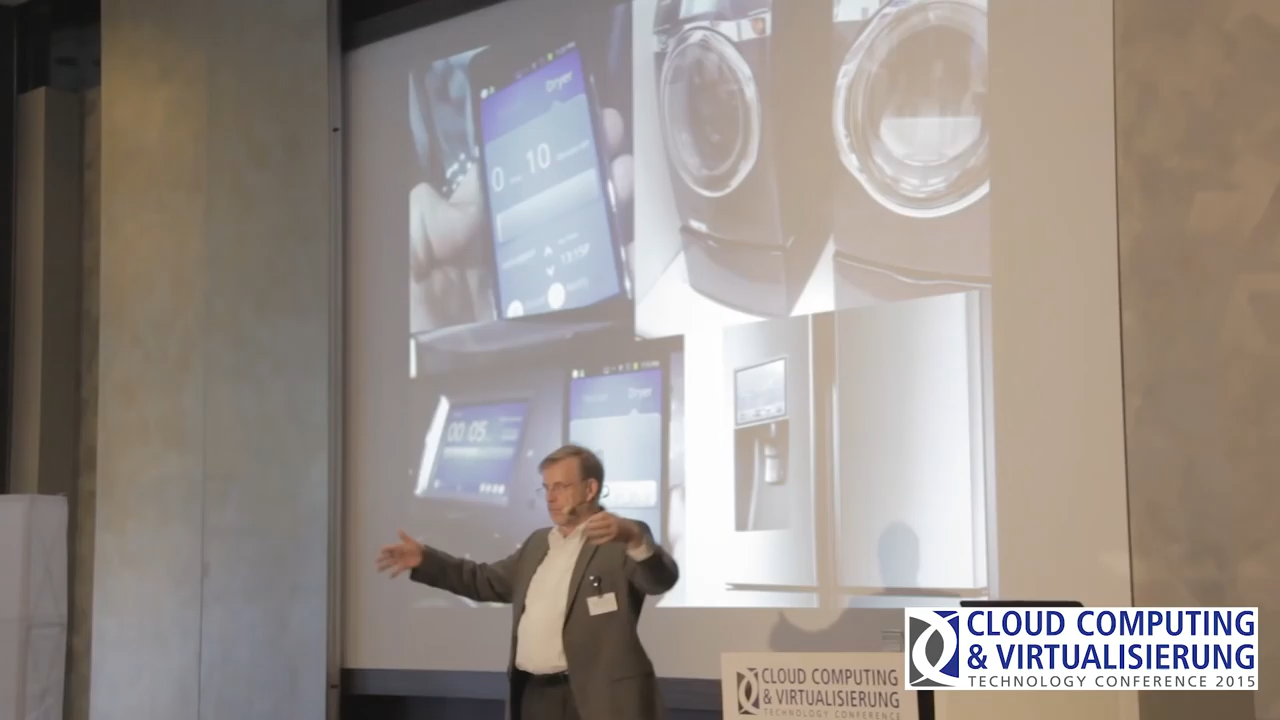 Dryer
0 10
Dryer
00 05
CLOUD COMPUTING
& VIRTUALISIERUNG
TECHNOLOGY CONFERENCE
CLOUD COMPUTING
& VIRTUALISIERUNG
TECHNOLOGY CONFERENCE 2015